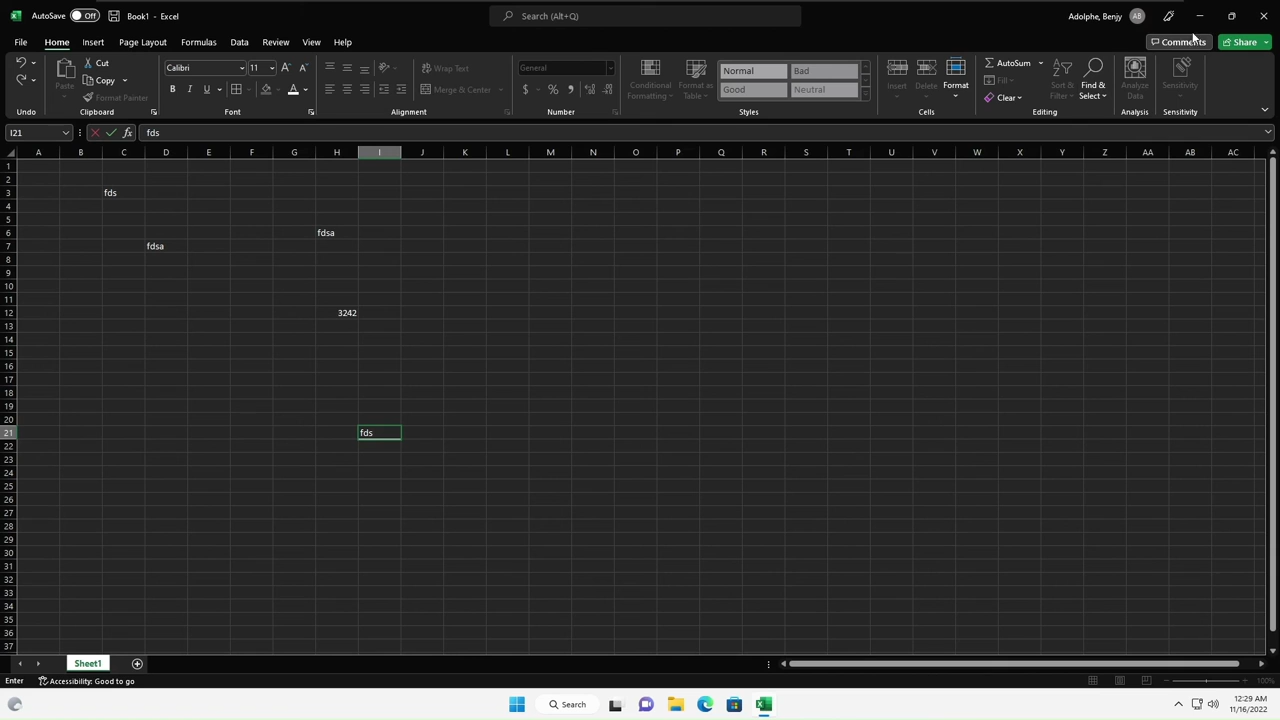 AutoSave Off Book1 - Excel Search (Alt+Q) Adolphe, Benjy AB
File Home Insert Page Layout Formulas Data Review View Help Comments Share
Cut Calibri 11 Wrap Text General Normal Bad AutoSum
Paste Copy Conditional Formatting Format as Table Insert Delete Format Fill Sort & Filter Find & Select Analyze Data Sensitivity
Format Painter B I U A Merge & Center $ % Good Neutral Clear
Undo Clipboard Font Alignment Number Styles Cells Editing Analysis Sensitivity
I21 fx fds
A B C D E F G H I J K L M N O P Q R S T U V W X Y Z AA AB AC
1
2
3 fds
4
5
6 fdsa
7 fdsa
8
9
10
11
12 3242
13
14
15
16
17
18
19
20
21 fds
22
23
24
25
26
27
28
29
30
31
32
33
34
35
36
37
Sheet1
Enter Accessibility: Good to go 100%
Search 12:29 AM
11/16/2022